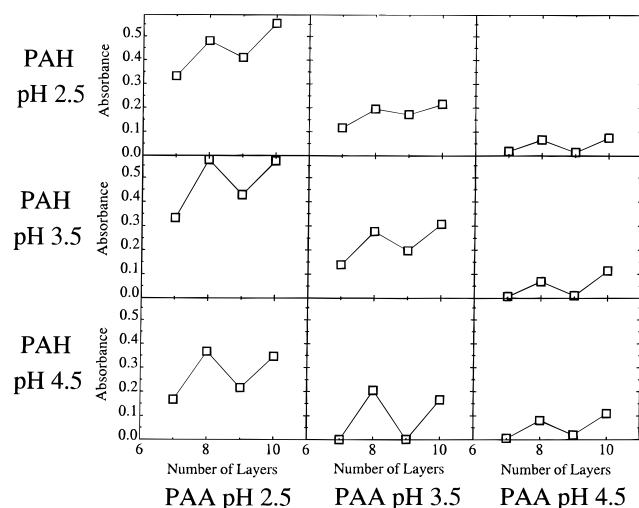 PAH
pH 2.5
Absorbance
0.5
0.4
0.3
0.2
0.1
0.0
PAH
pH 3.5
Absorbance
0.5
0.4
0.3
0.2
0.1
0.0
PAH
pH 4.5
Absorbance
0.5
0.4
0.3
0.2
0.1
0.0
6 8 10 6 8 10 6 8 10
Number of Layers Number of Layers Number of Layers
PAA pH 2.5 PAA pH 3.5 PAA pH 4.5